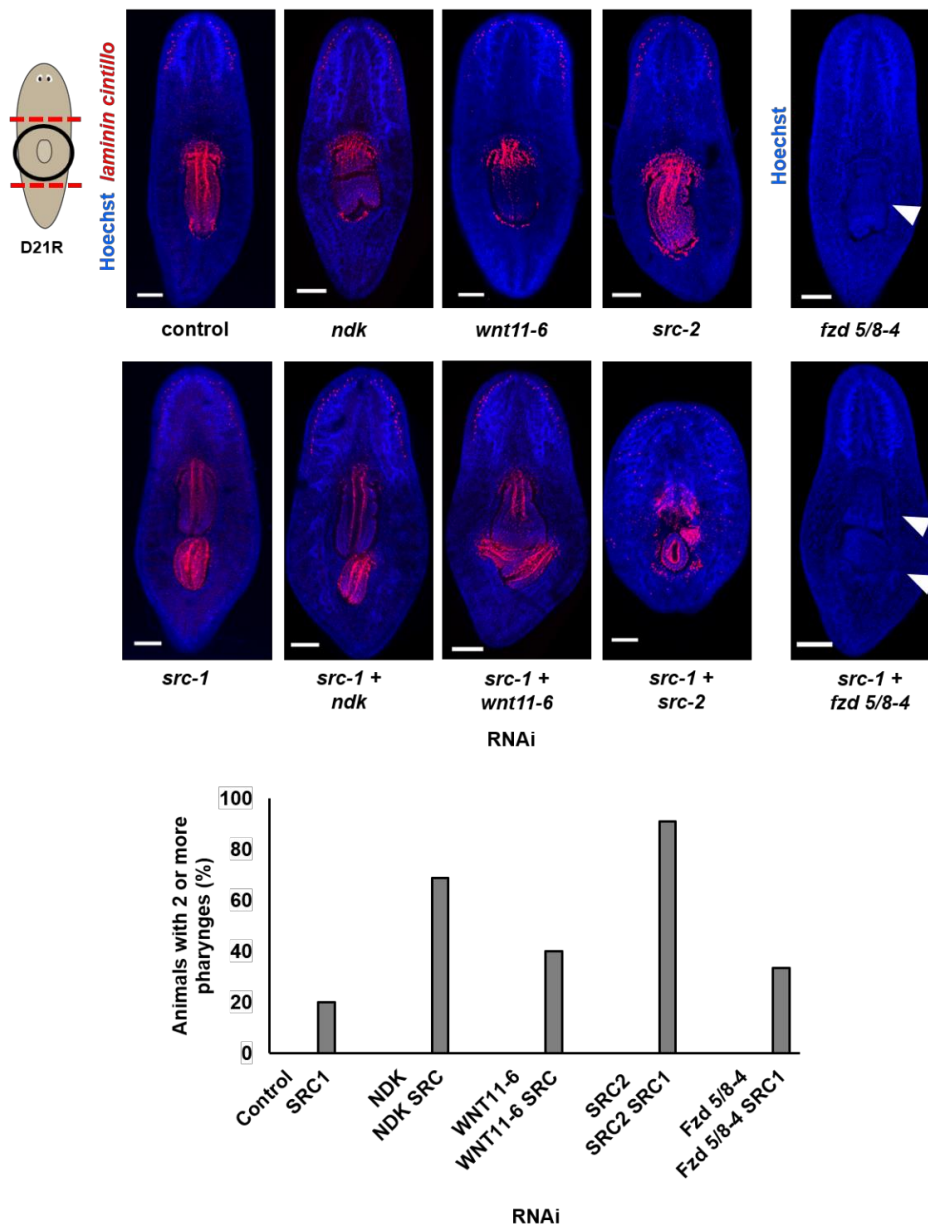 Hoechst laminin cintillo
Hoechst
D21R
control
ndk
wnt11-6
src-2
fzd 5/8-4
src-1
src-1 +
ndk
src-1 +
wnt11-6
src-1 +
src-2
src-1 +
fzd 5/8-4
RNAi
Animals with 2 or more
pharynges (%)
100
80
60
40
20
0
Control
SRC1
NDK
NDK SRC
WNT11-6
WNT11-6 SRC
SRC2
SRC2 SRC1
Fzd 5/8-4
Fzd 5/8-4 SRC1
RNAi